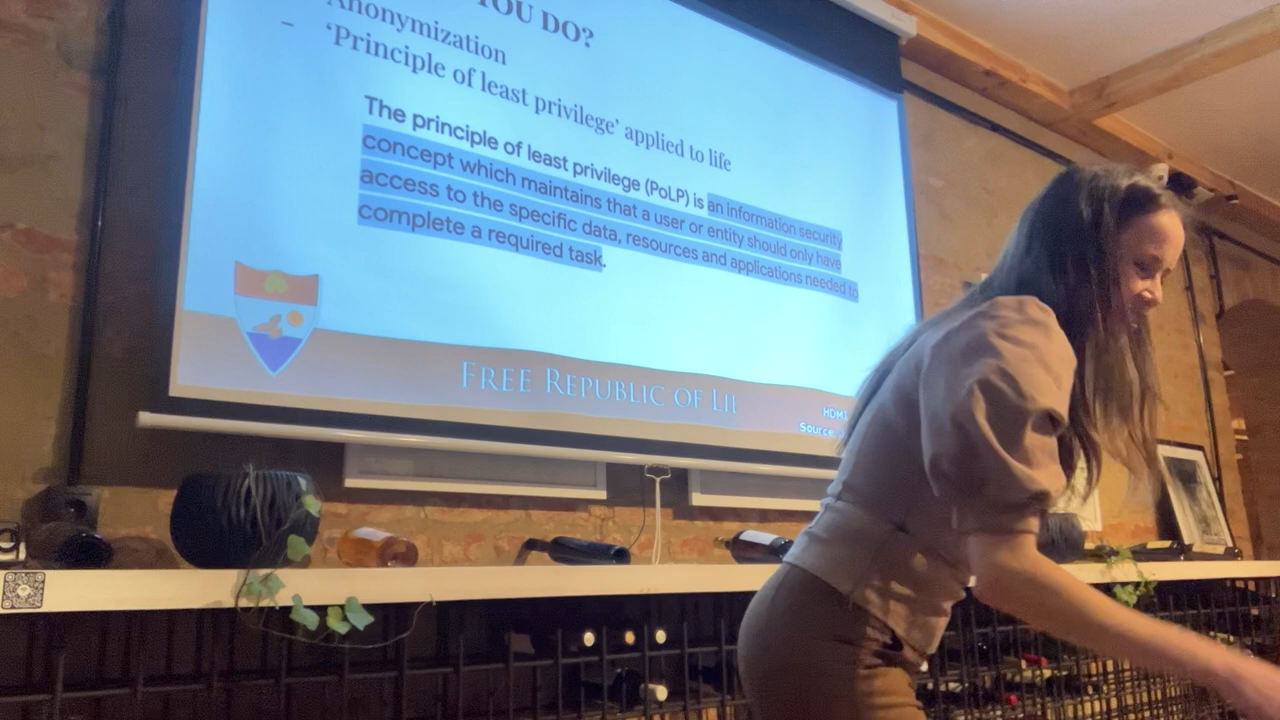 YOU DO?
Anonymization
- ‘Principle of least privilege’ applied to life
The principle of least privilege (PoLP) is an information security
concept which maintains that a user or entity should only have
access to the specific data, resources and applications needed to
complete a required task.
FREE REPUBLIC OF LI
HDMI
Source